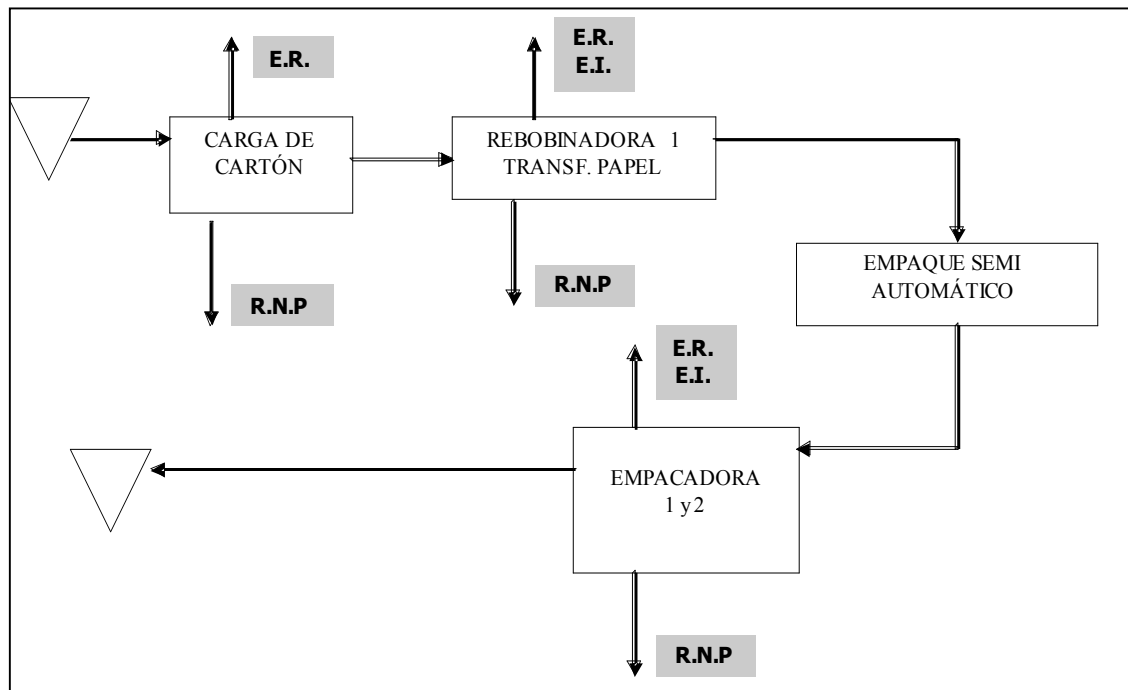 E.R.
E.R.
E.I.
CARGA DE
CARTÓN
REBOBINADORA 1
TRANSF. PAPEL
R.N.P
R.N.P
EMPAQUE SEMI
AUTOMÁTICO
E.R.
E.I.
EMPACADORA
1 y2
R.N.P